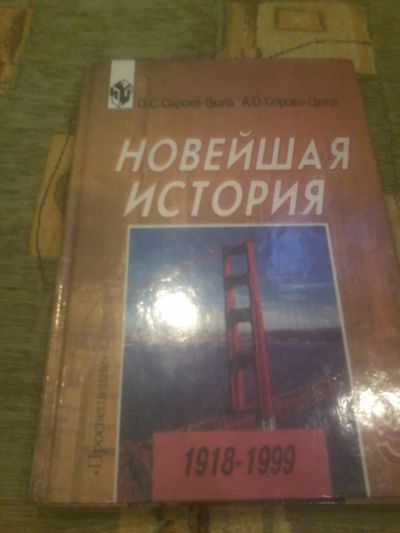 О.С.Сороко-Цюпа А.О.Сороко-Цюпа
НОВЕЙШАЯ
ИСТОРИЯ
«Просвещение»
1918-1999